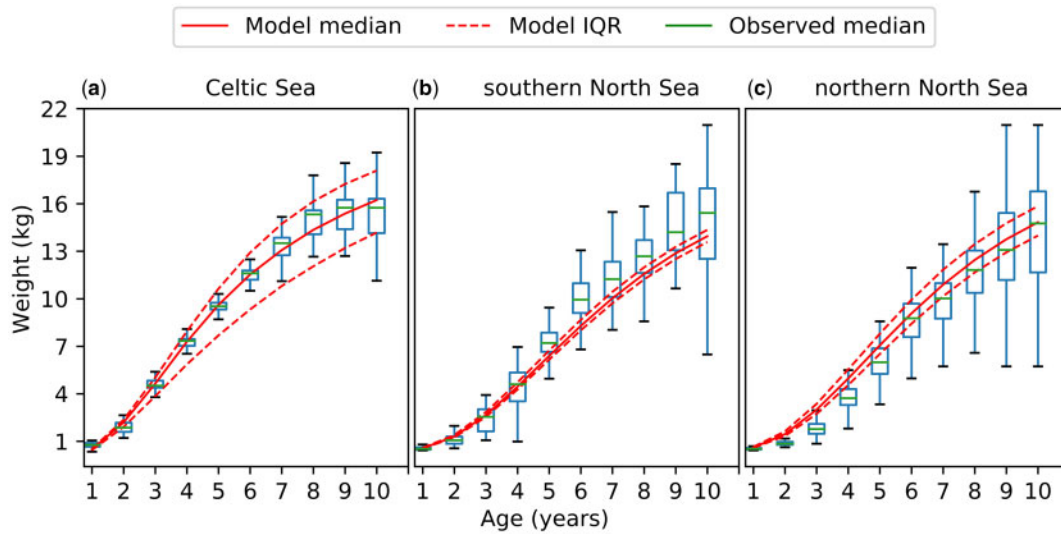 Model median Model IQR Observed median
(a) Celtic Sea (b) southern North Sea (c) northern North Sea
22
19
16
13
10
7
4
1
Weight (kg)
1 2 3 4 5 6 7 8 9 10 1 2 3 4 5 6 7 8 9 10 1 2 3 4 5 6 7 8 9 10
Age (years)